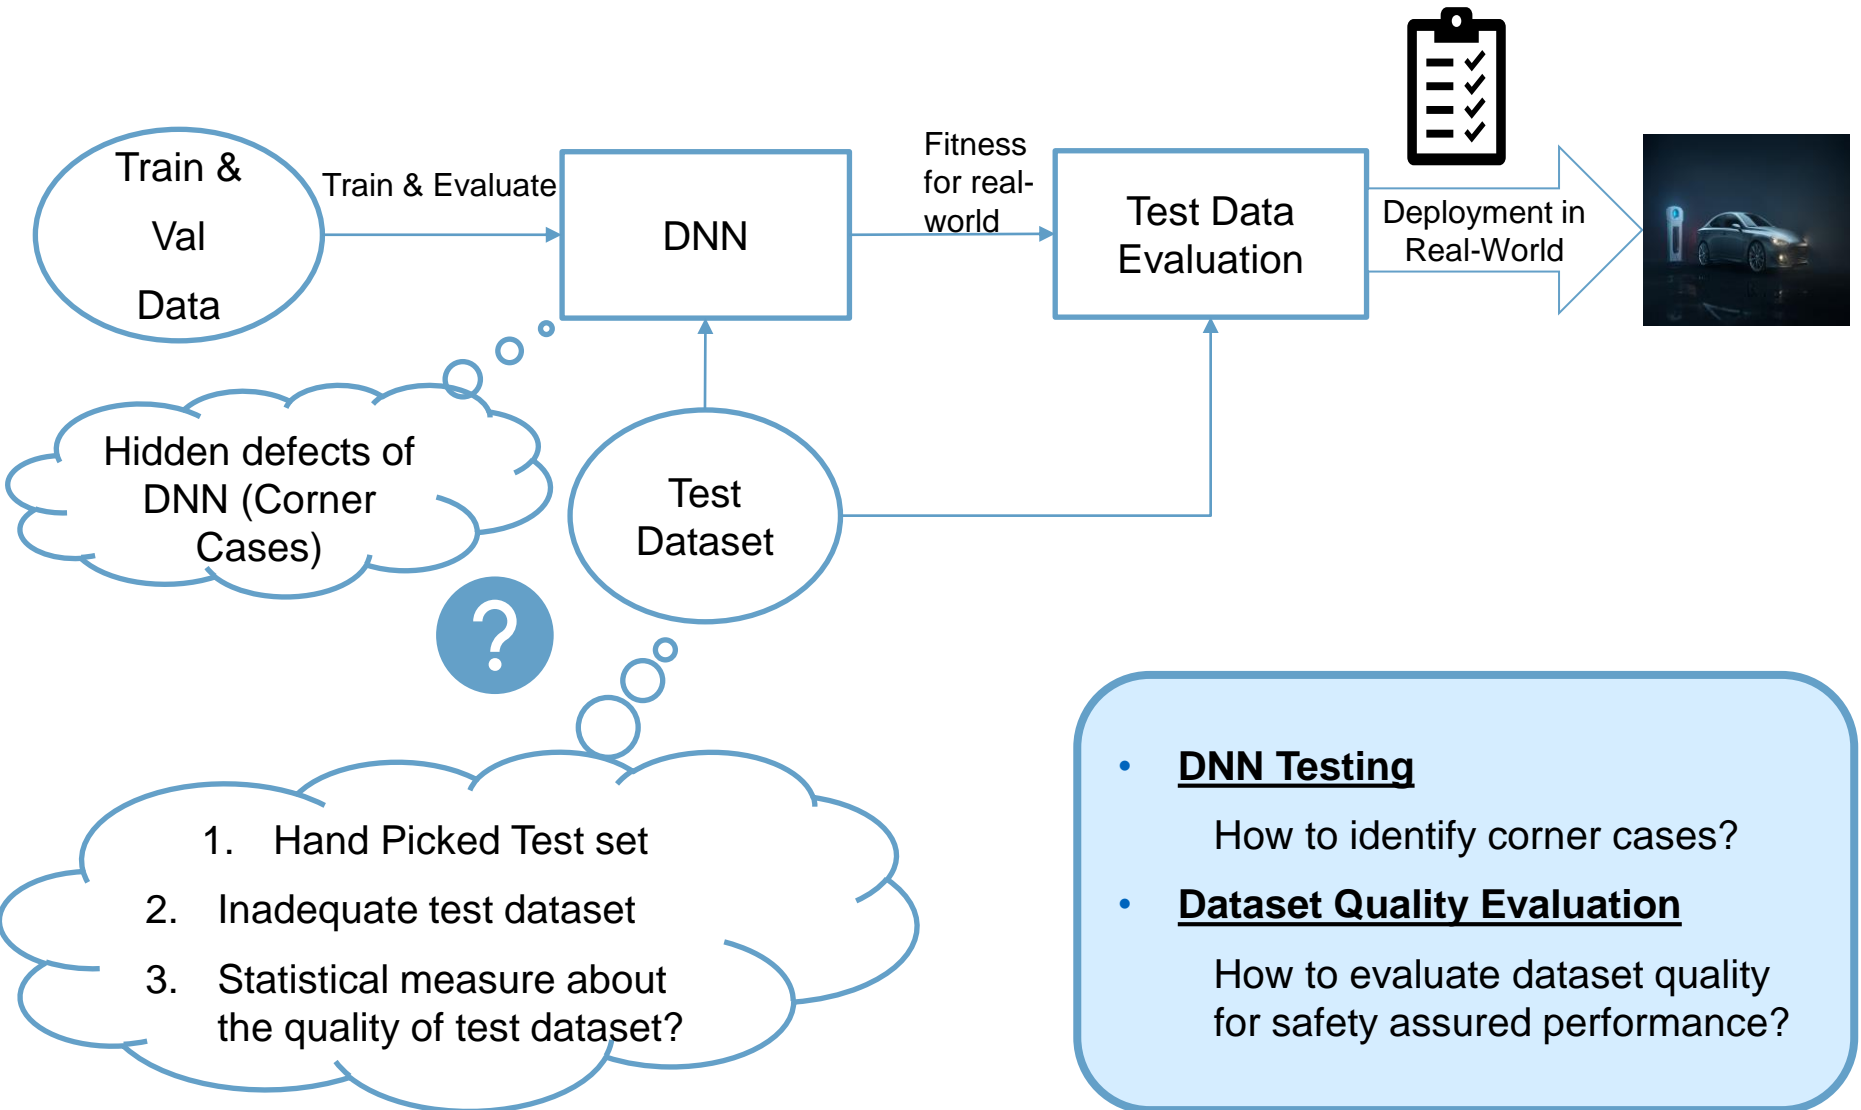 Train &
Val
Data
Train & Evaluate
DNN
Fitness
for real-
world
Test Data
Evaluation
Deployment in
Real-World
Hidden defects of
DNN (Corner
Cases)
Test
Dataset
?
1. Hand Picked Test set
2. Inadequate test dataset
3. Statistical measure about
the quality of test dataset?
• DNN Testing
How to identify corner cases?
• Dataset Quality Evaluation
How to evaluate dataset quality
for safety assured performance?